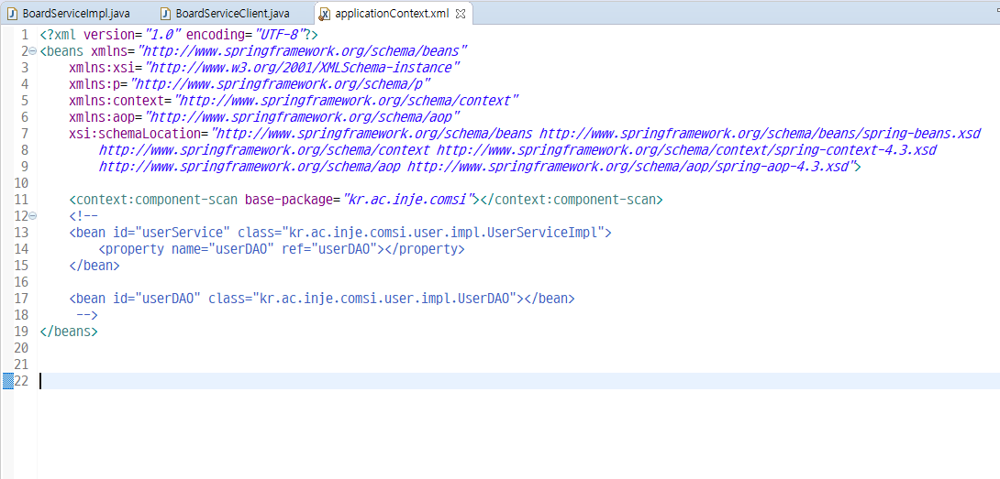 BoardServiceImpl.java BoardServiceClient.java applicationContext.xml
1 <?xml version="1.0" encoding="UTF-8"?>
2 <beans xmlns="http://www.springframework.org/schema/beans"
3 xmlns:xsi="http://www.w3.org/2001/XMLSchema-instance"
4 xmlns:p="http://www.springframework.org/schema/p"
5 xmlns:context="http://www.springframework.org/schema/context"
6 xmlns:aop="http://www.springframework.org/schema/aop"
7 xsi:schemaLocation="http://www.springframework.org/schema/beans http://www.springframework.org/schema/beans/spring-beans.xsd
8 http://www.springframework.org/schema/context http://www.springframework.org/schema/context/spring-context-4.3.xsd
9 http://www.springframework.org/schema/aop http://www.springframework.org/schema/aop/spring-aop-4.3.xsd">
10
11 <context:component-scan base-package="kr.ac.inje.comsi"></context:component-scan>
12 <!--
13 <bean id="userService" class="kr.ac.inje.comsi.user.impl.UserServiceImpl">
14 <property name="userDAO" ref="userDAO"></property>
15 </bean>
16
17 <bean id="userDAO" class="kr.ac.inje.comsi.user.impl.UserDAO"></bean>
18 -->
19 </beans>
20
21
22